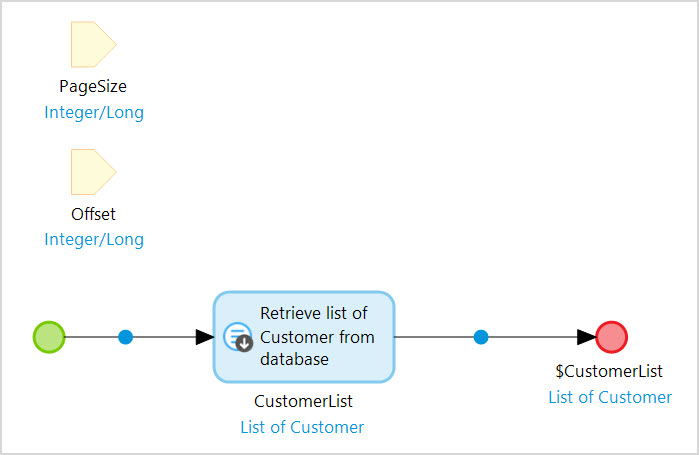 PageSize
Integer/Long
Offset
Integer/Long
Retrieve list of
Customer from
database
CustomerList
List of Customer
$CustomerList
List of Customer